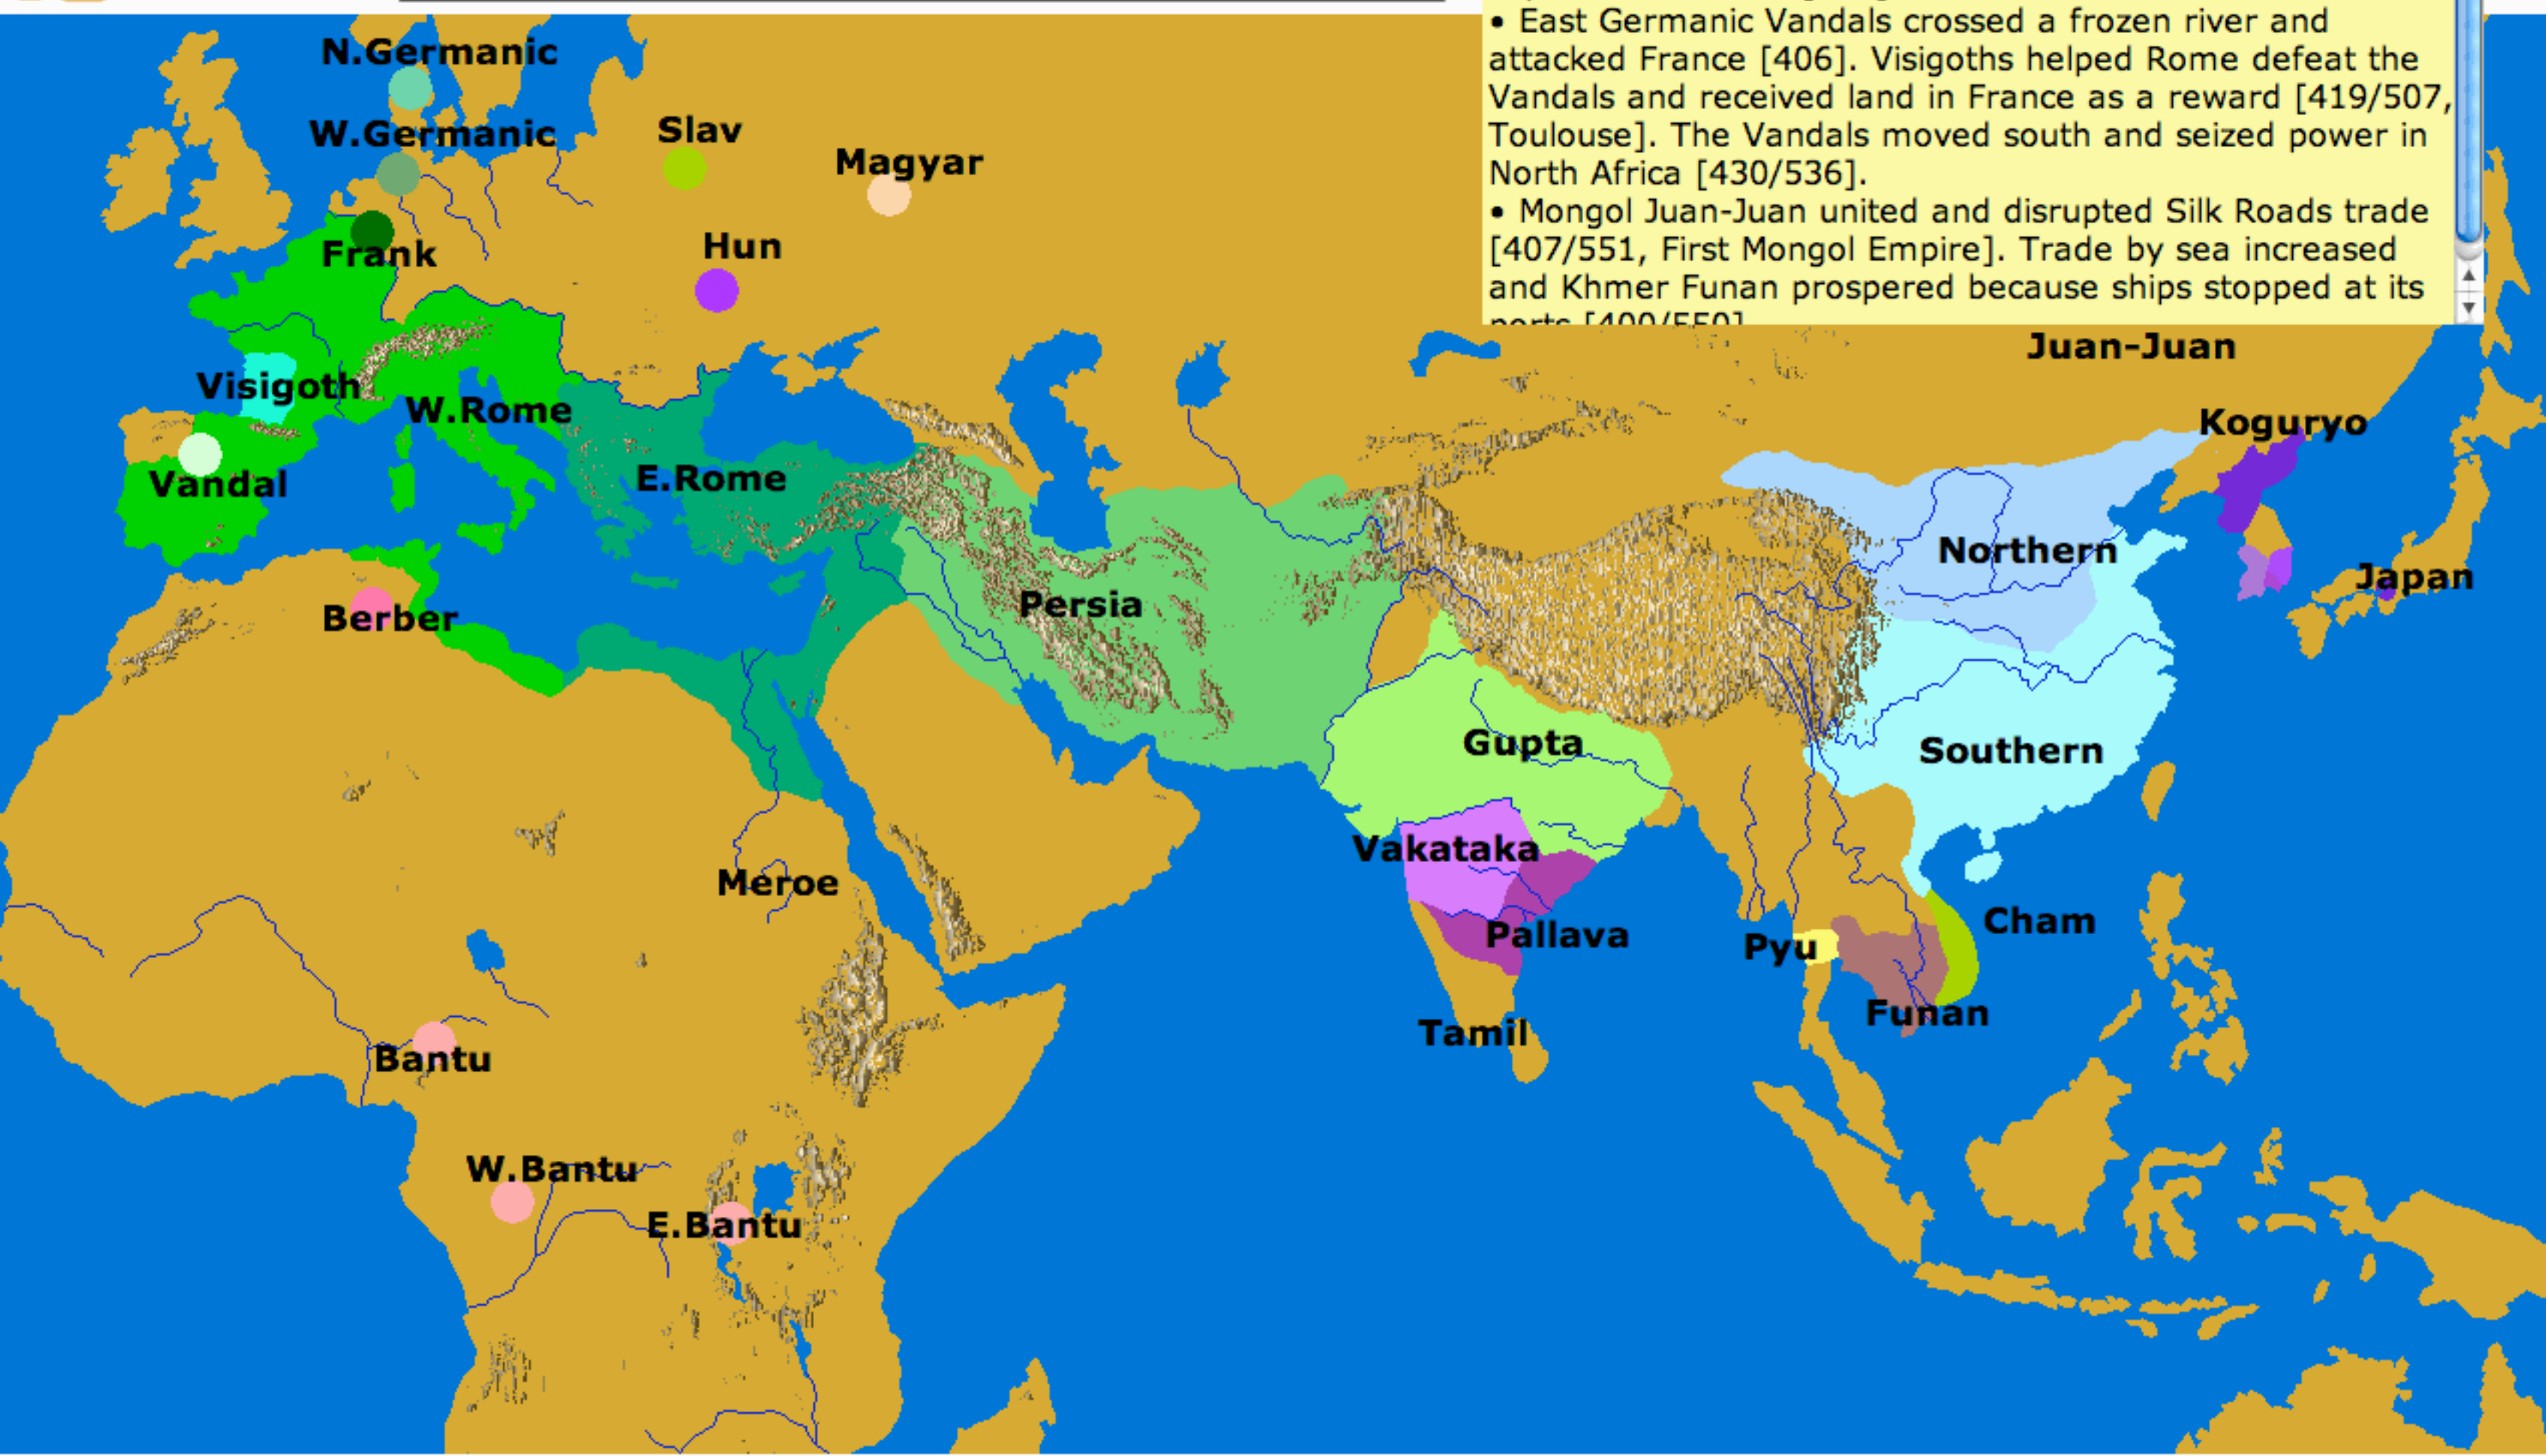 • East Germanic Vandals crossed a frozen river and
attacked France [406]. Visigoths helped Rome defeat the
Vandals and received land in France as a reward [419/507,
Toulouse]. The Vandals moved south and seized power in
North Africa [430/536].
• Mongol Juan-Juan united and disrupted Silk Roads trade
[407/551, First Mongol Empire]. Trade by sea increased
and Khmer Funan prospered because ships stopped at its
ports [400/550]
N.Germanic
W.Germanic
Slav
Magyar
Frank
Hun
Juan-Juan
Visigoth
W.Rome
Koguryo
Vandal
E.Rome
Northern
Japan
Berber
Persia
Gupta
Southern
Vakataka
Meroe
Pallava
Cham
Pyu
Funan
Tamil
Bantu
W.Bantu
E.Bantu